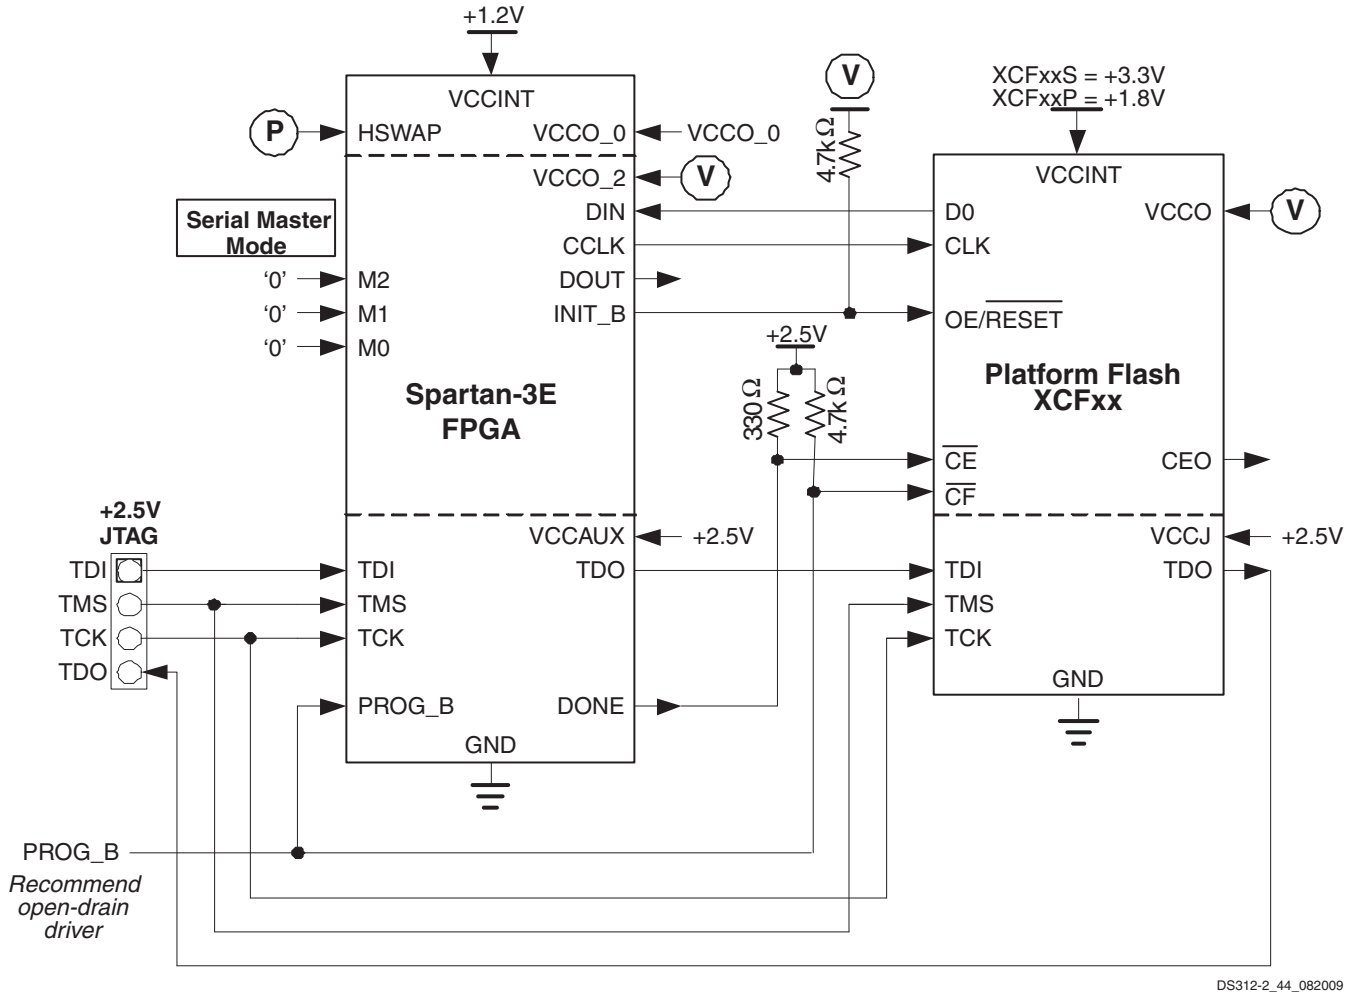 +1.2V
VCCINT
P
HSWAP
VCCO_0
VCCO_0
VCCO_2
V
DIN
CCLK
DOUT
INIT_B
Serial Master
Mode
‘0’ M2
‘0’ M1
‘0’ M0
Spartan-3E
FPGA
V
4.7kΩ
+2.5V
330Ω
4.7kΩ
XCFxxS = +3.3V
XCFxxP = +1.8V
VCCINT
D0
VCCO
V
CLK
OE/RESET
Platform Flash
XCFxx
CE
CEO
CF
+2.5V
JTAG
TDI
TMS
TCK
TDO
VCCAUX
+2.5V
TDI
TDO
TMS
TCK
PROG_B
DONE
GND
VCCJ
+2.5V
TDI
TDO
TMS
TCK
GND
PROG_B
Recommend
open-drain
driver
DS312-2_44_082009